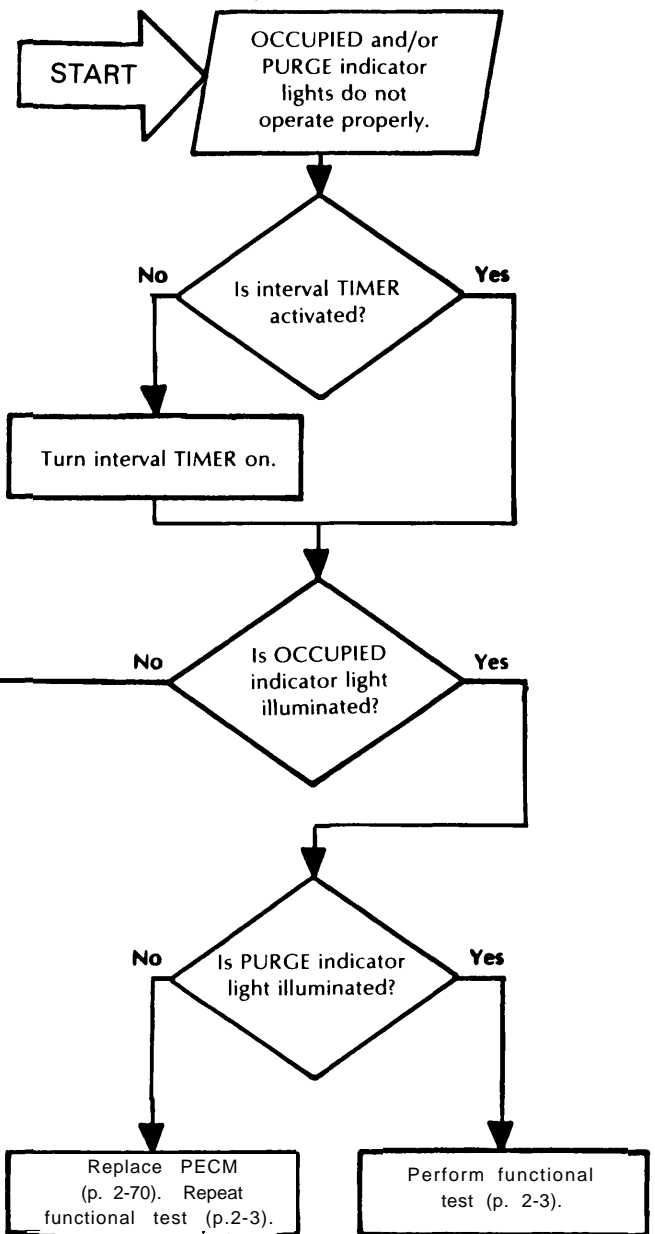 START
OCCUPIED and/or
PURGE indicator
lights do not
operate properly.
No
Yes
Is interval TIMER
activated?
Turn interval TIMER on.
No
Yes
Is OCCUPIED
indicator light
illuminated?
No
Yes
Is PURGE indicator
light illuminated?
Replace PECM
(p. 2-70). Repeat
functional test (p.2-3).
Perform functional
test (p. 2-3).